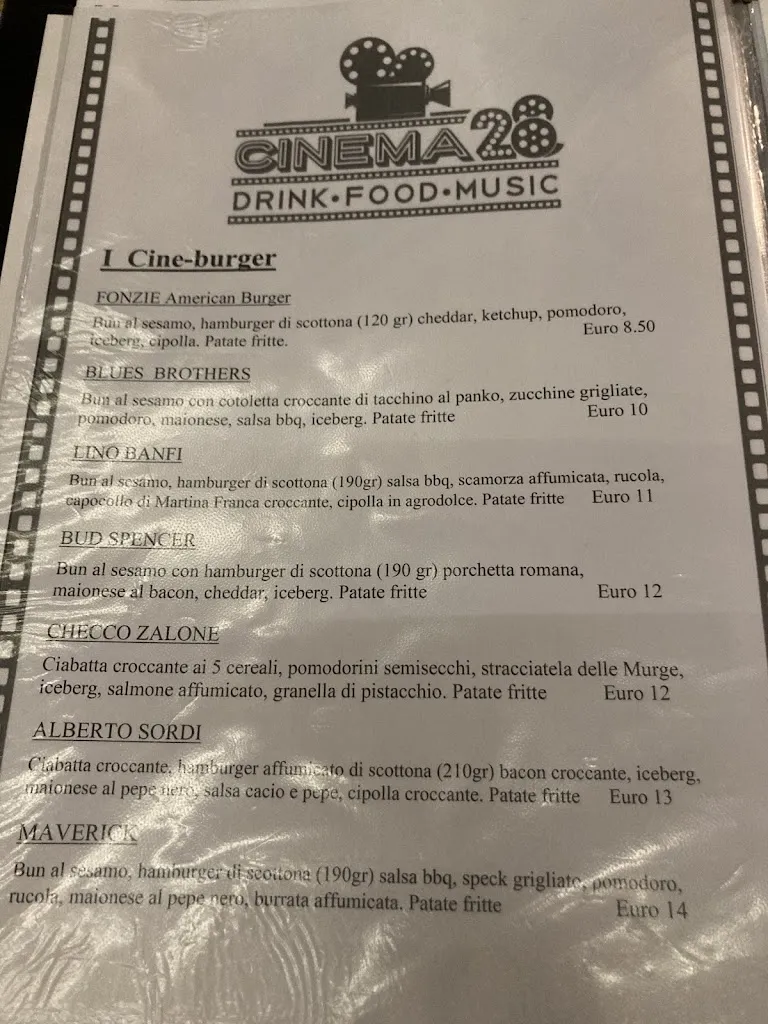 CINEMA 28
DRINK•FOOD•MUSIC
I Cine-burger
FONZIE American Burger
Bun al sesamo, hamburger di scottona (120 gr) cheddar, ketchup, pomodoro,
iceberg, cipolla. Patate fritte. Euro 8.50
BLUES BROTHERS
Bun al sesamo con cotoletta croccante di tacchino al panko, zucchine grigliate,
pomodoro, maionese, salsa bbq, iceberg. Patate fritte Euro 10
LINO BANFI
Bun al sesamo, hamburger di scottona (190gr) salsa bbq, scamorza affumicata, rucola,
capocollo di Martina Franca croccante, cipolla in agrodolce. Patate fritte Euro 11
BUD SPENCER
Bun al sesamo con hamburger di scottona (190 gr) porchetta romana,
maionese al bacon, cheddar, iceberg. Patate fritte Euro 12
CHECCO ZALONE
Ciabatta croccante ai 5 cereali, pomodorini semisecchi, stracciatela delle Murge,
iceberg, salmone affumicato, granella di pistacchio. Patate fritte Euro 12
ALBERTO SORDI
Ciabatta croccante, hamburger affumicato di scottona (210gr) bacon croccante, iceberg,
maionese al pepe nero, salsa cacio e pepe, cipolla croccante. Patate fritte Euro 13
MAVERICK
Bun al sesamo, hamburger di scottona (190gr) salsa bbq, speck grigliato, pomodoro,
rucola, maionese al pepe nero, burrata affumicata. Patate fritte Euro 14